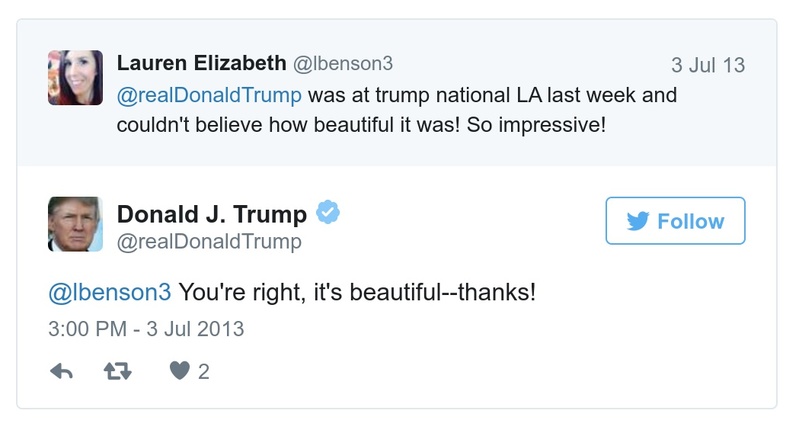 Lauren Elizabeth @lbenson3 3 Jul 13
@realDonaldTrump was at trump national LA last week and
couldn't believe how beautiful it was! So impressive!
Donald J. Trump
@realDonaldTrump
Follow
@lbenson3 You're right, it's beautiful--thanks!
3:00 PM - 3 Jul 2013
2